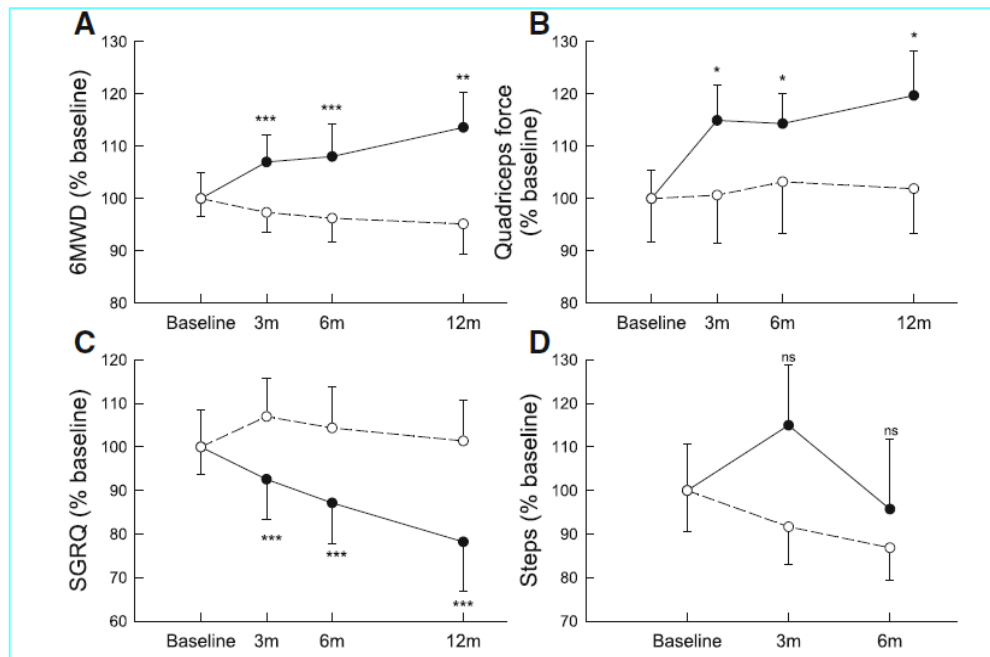 A
6MWD (% baseline)
130
120
110
100
90
80
***
***
**
Baseline 3m 6m 12m
B
Quadriceps force
(% baseline)
130
120
110
100
90
80
*
*
*
Baseline 3m 6m 12m
C
SGRQ (% baseline)
120
110
100
90
80
70
60
***
***
***
Baseline 3m 6m 12m
D
Steps (% baseline)
130
120
110
100
90
80
70
ns
ns
Baseline 3m 6m